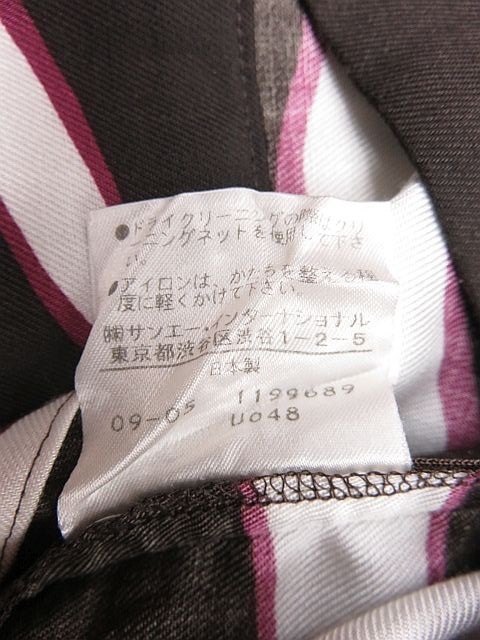 ●ドライクリーニングの際はクリ
ーニングネットを使用して下さ
い。
●アイロンは、かたちを整える程
度に軽くかけて下さい。
㈱サンエー・インターナショナル
東京都渋谷区渋谷1-2-5
日本製
09-05 1199689
U048